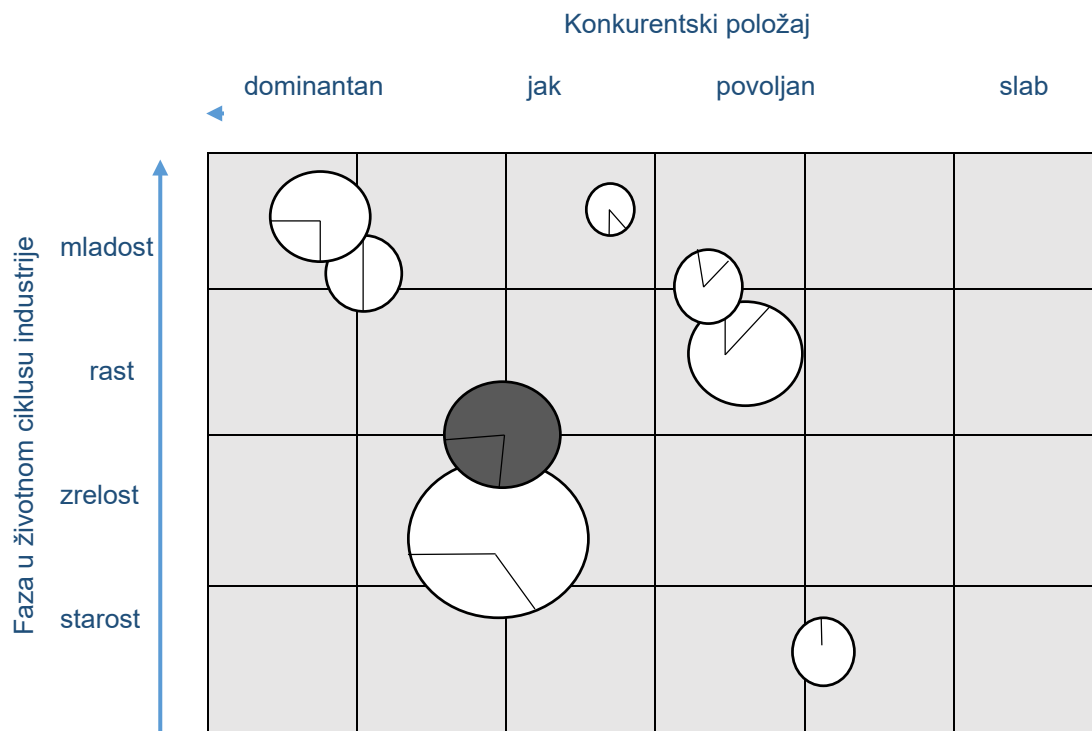 Konkurentski položaj
dominantan jak povoljan slab
Faza u životnom ciklusu industrije
mladost
rast
zrelost
starost